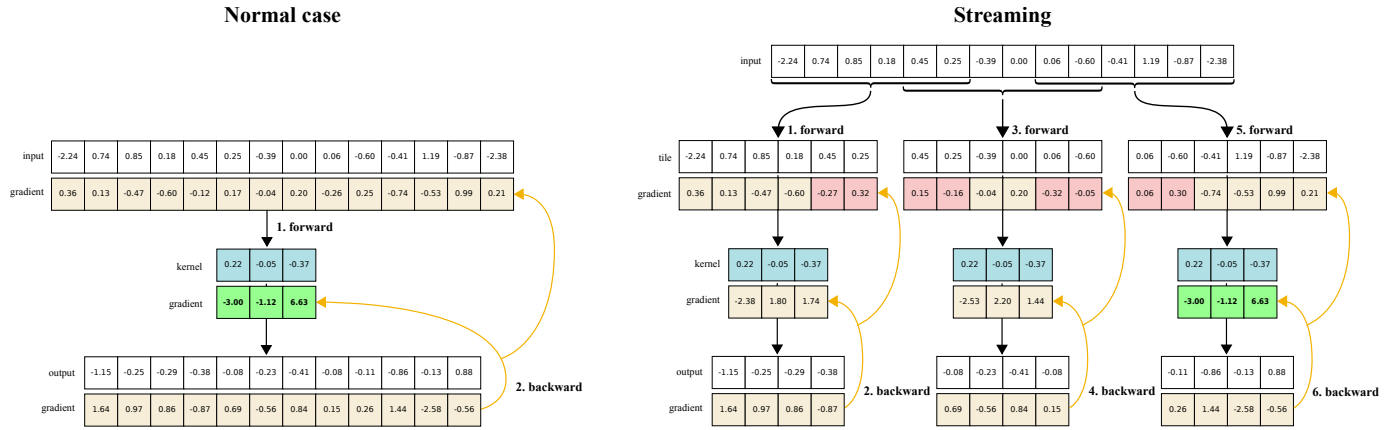 Normal case
input -2.24 0.74 0.85 0.18 0.45 0.25 -0.39 0.00 0.06 -0.60 -0.41 1.19 -0.87 -2.38
gradient 0.36 0.13 -0.47 -0.60 -0.12 0.17 -0.04 0.20 -0.26 0.25 -0.74 -0.53 0.99 0.21
1. forward
kernel 0.22 -0.05 -0.37
gradient -3.00 -1.12 6.63
output -1.15 -0.25 -0.29 -0.38 -0.08 -0.23 -0.41 -0.08 -0.11 -0.86 -0.13 0.88
2. backward
gradient 1.64 0.97 0.86 -0.87 0.69 -0.56 0.84 0.15 0.26 1.44 -2.58 -0.56
Streaming
input -2.24 0.74 0.85 0.18 0.45 0.25 -0.39 0.00 0.06 -0.60 -0.41 1.19 -0.87 -2.38
1. forward 3. forward 5. forward
tile -2.24 0.74 0.85 0.18 0.45 0.25 0.45 0.25 -0.39 0.00 0.06 -0.60 0.06 -0.60 -0.41 1.19 -0.87 -2.38
gradient 0.36 0.13 -0.47 -0.60 -0.27 0.32 0.15 -0.16 -0.04 0.20 -0.32 -0.05 0.06 0.30 -0.74 -0.53 0.99 0.21
kernel 0.22 -0.05 -0.37 0.22 -0.05 -0.37 0.22 -0.05 -0.37
gradient -2.38 1.80 1.74 -2.53 2.20 1.44 -3.00 -1.12 6.63
output -1.15 -0.25 -0.29 -0.38 -0.08 -0.23 -0.41 -0.08 -0.11 -0.86 -0.13 0.88
2. backward 4. backward 6. backward
gradient 1.64 0.97 0.86 -0.87 0.69 -0.56 0.84 0.15 0.26 1.44 -2.58 -0.56